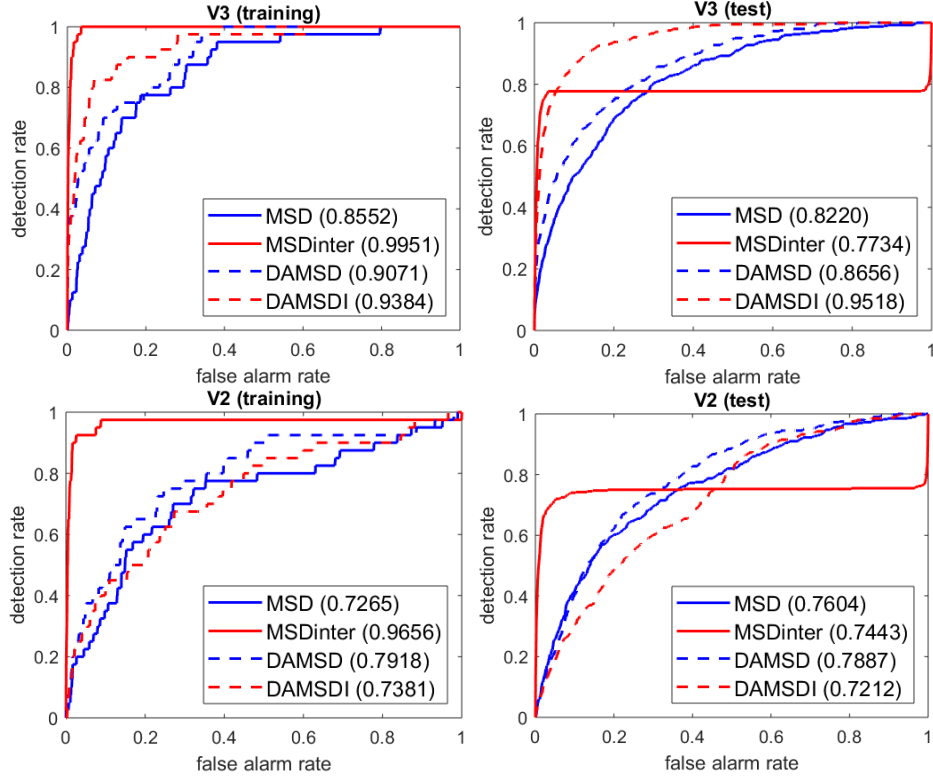 V3 (training)
detection rate
1
0.8
0.6
0.4
0.2
0
MSD (0.8552)
MSDinter (0.9951)
DAMSD (0.9071)
DAMSDI (0.9384)
0 0.2 0.4 0.6 0.8 1
false alarm rate
V3 (test)
detection rate
1
0.8
0.6
0.4
0.2
0
MSD (0.8220)
MSDinter (0.7734)
DAMSD (0.8656)
DAMSDI (0.9518)
0 0.2 0.4 0.6 0.8 1
false alarm rate
V2 (training)
detection rate
1
0.8
0.6
0.4
0.2
0
MSD (0.7265)
MSDinter (0.9656)
DAMSD (0.7918)
DAMSDI (0.7381)
0 0.2 0.4 0.6 0.8 1
false alarm rate
V2 (test)
detection rate
1
0.8
0.6
0.4
0.2
0
MSD (0.7604)
MSDinter (0.7443)
DAMSD (0.7887)
DAMSDI (0.7212)
0 0.2 0.4 0.6 0.8 1
false alarm rate